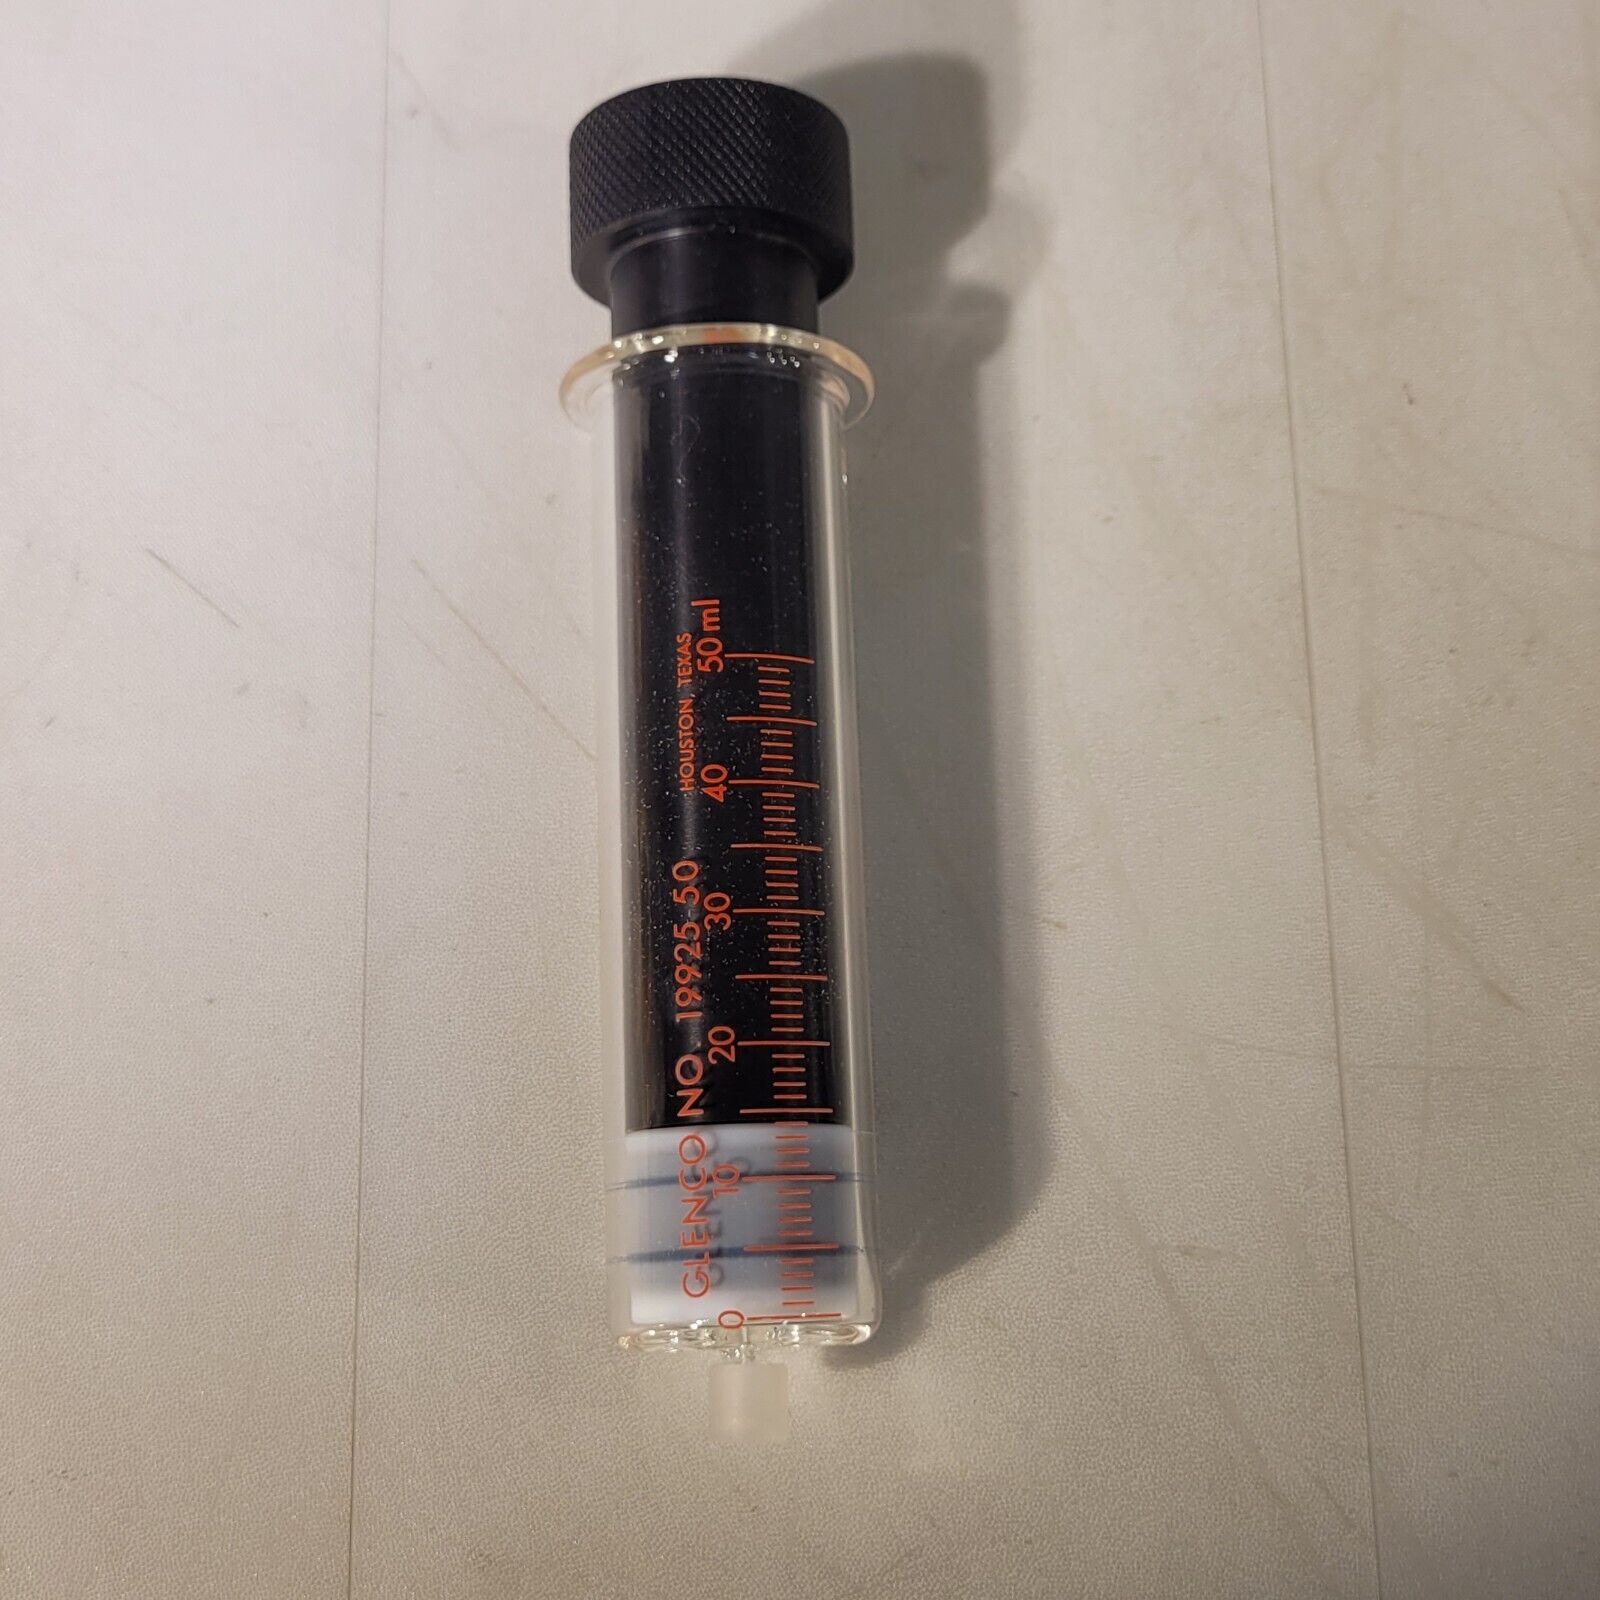 GLENCO NO. 19925-50
HOUSTON, TEXAS
0 10 20 30 40 50 ml